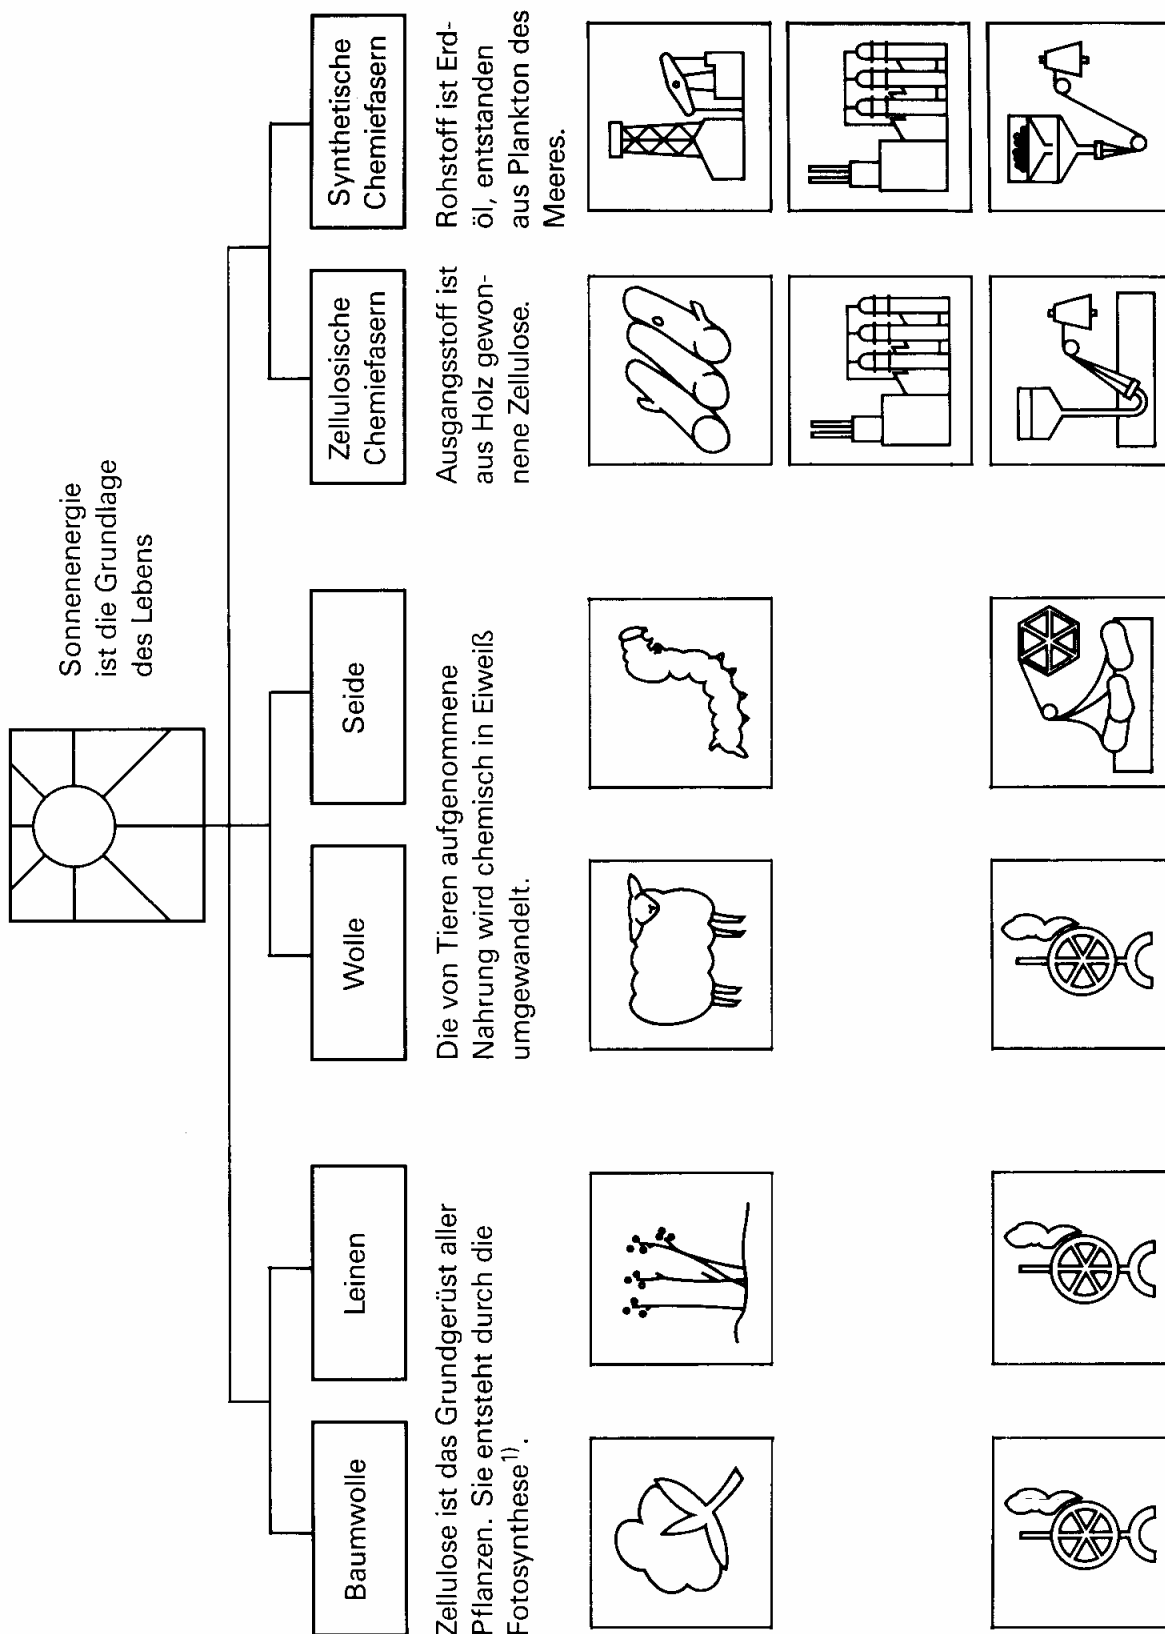 Sonnenenergie
ist die Grundlage
des Lebens
Baumwolle
Leinen
Wolle
Seide
Zellulosische
Chemiefasern
Synthetische
Chemiefasern
Zellulose ist das Grundgerüst aller
Pflanzen. Sie entsteht durch die
Fotosynthese1).
Die von Tieren aufgenommene
Nahrung wird chemisch in Eiweiß
umgewandelt.
Ausgangsstoff ist
aus Holz gewon-
nene Zellulose.
Rohstoff ist Erd-
öl, entstanden
aus Plankton des
Meeres.